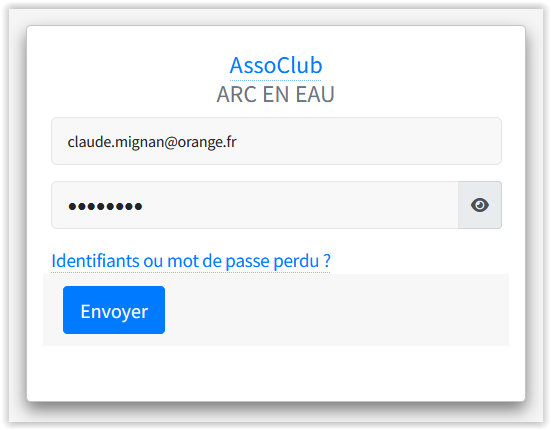 AssoClub
ARC EN EAU
claude.mignan@orange.fr
●●●●●●●●
Identifiants ou mot de passe perdu ?
Envoyer